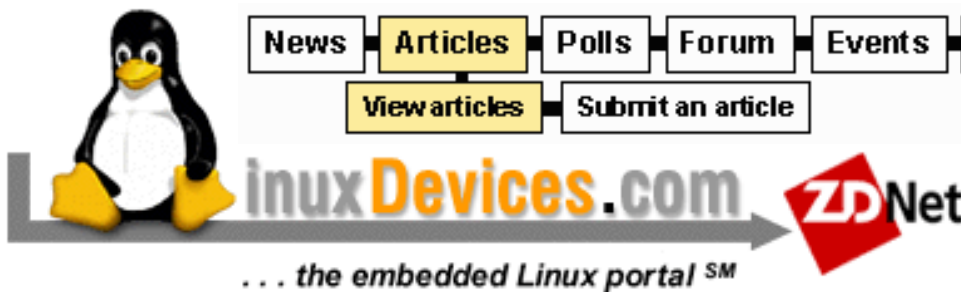 News Articles Polls Forum Events
View articles Submit an article
inuxDevices.com
ZDNet
. . . the embedded Linux portal SM